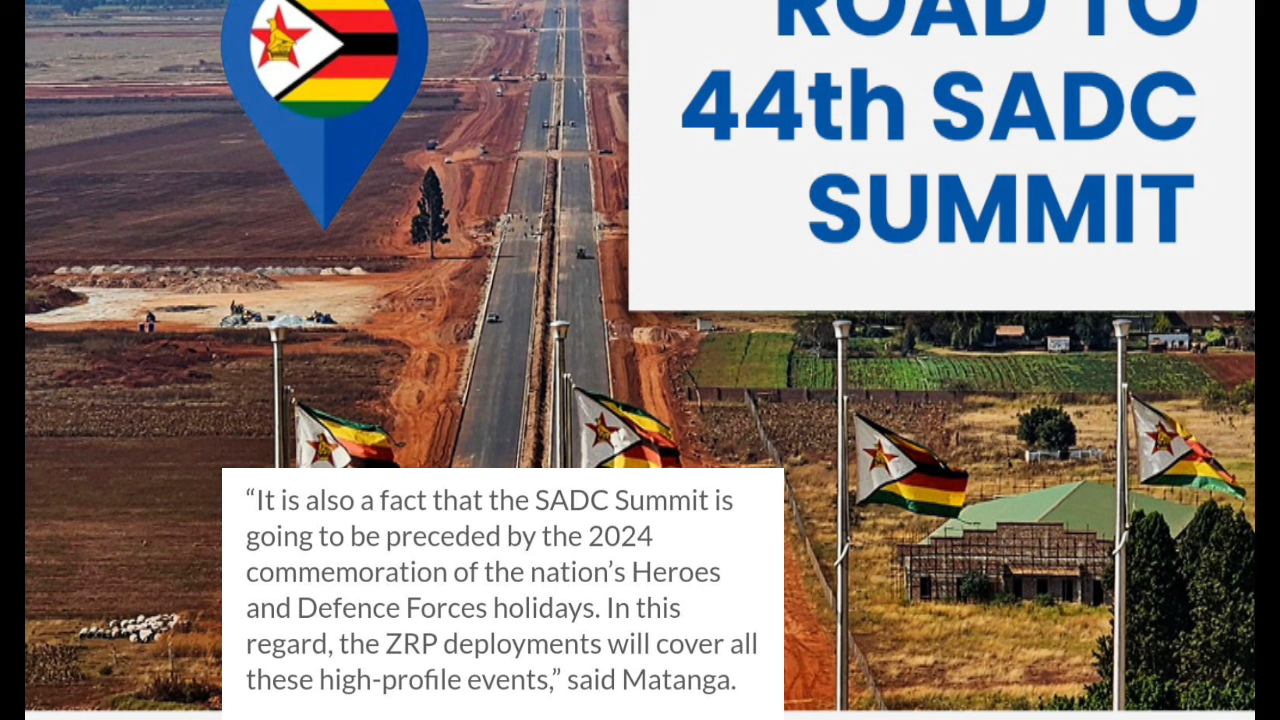 ROAD TO
44th SADC
SUMMIT
“It is also a fact that the SADC Summit is
going to be preceded by the 2024
commemoration of the nation’s Heroes
and Defence Forces holidays. In this
regard, the ZRP deployments will cover all
these high-profile events,” said Matanga.